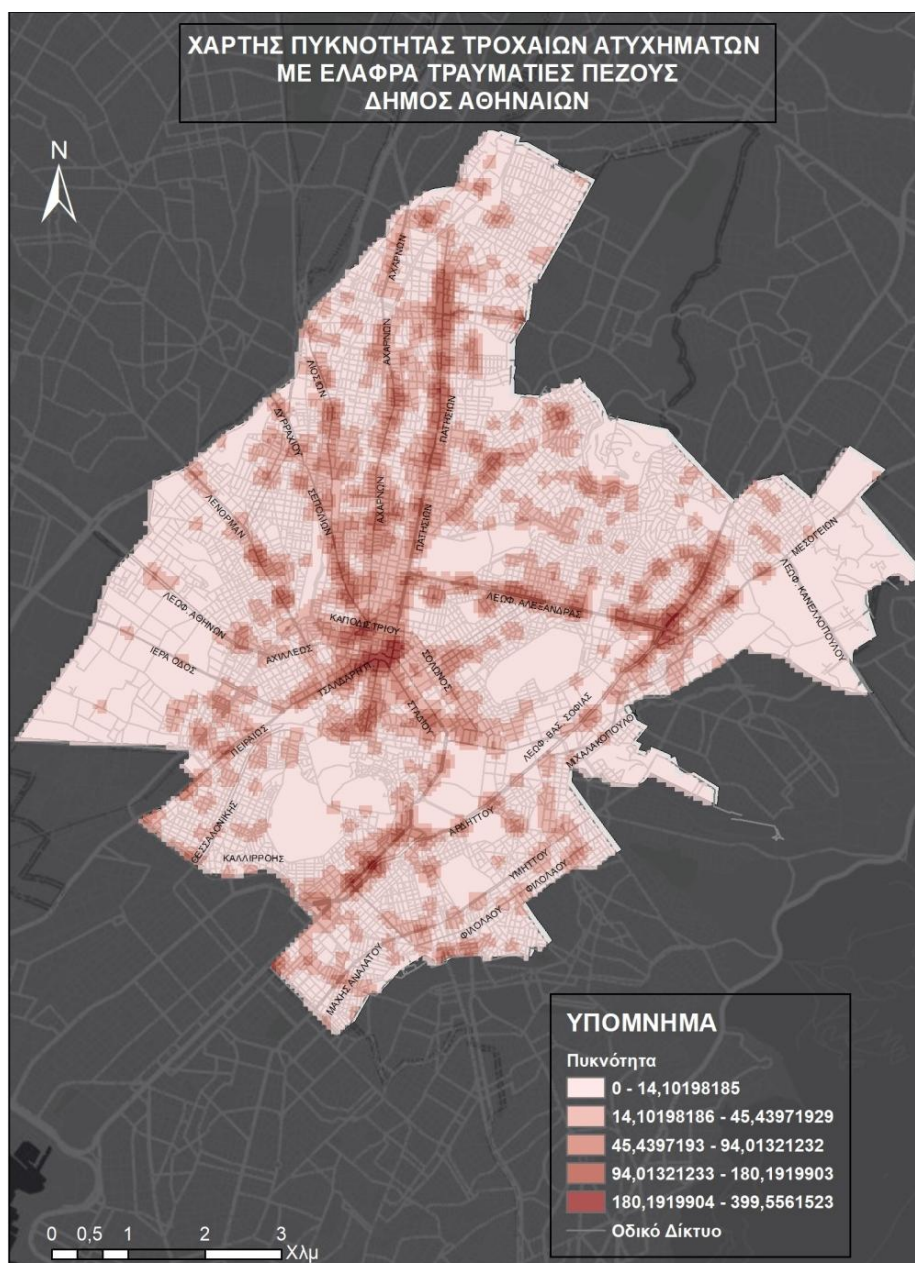 ΧΑΡΤΗΣ ΠΥΚΝΟΤΗΤΑΣ ΤΡΟΧΑΙΩΝ ΑΤΥΧΗΜΑΤΩΝ
ΜΕ ΕΛΑΦΡΑ ΤΡΑΥΜΑΤΙΕΣ ΠΕΖΟΥΣ
ΔΗΜΟΣ ΑΘΗΝΑΙΩΝ
N
ΑΧΑΡΝΩΝ
ΑΧΑΡΝΩΝ
ΛΙΟΣΙΩΝ
ΠΑΤΗΣΙΩΝ
ΔΥΡΡΑΧΙΟΥ
ΑΧΑΡΝΩΝ
ΣΕΠΟΛΙΩΝ
ΛΕΝΟΡΜΑΝ
ΠΑΤΗΣΙΩΝ
ΜΕΣΟΓΕΙΩΝ
ΛΕΩΦ. ΚΑΝΕΛΛΟΠΟΥΛΟΥ
ΛΕΩΦ. ΑΛΕΞΑΝΔΡΑΣ
ΛΕΩΦ. ΑΘΗΝΩΝ
ΚΑΠΟΔΙΣΤΡΙΟΥ
ΑΧΙΛΛΕΩΣ
ΙΕΡΑ ΟΔΟΣ
ΣΟΛΩΝΟΣ
ΤΣΑΛΔΑΡΗ Π.
ΣΤΑΔΙΟΥ
ΛΕΩΦ. ΒΑΣ. ΣΟΦΙΑΣ
ΜΙΧΑΛΑΚΟΠΟΥΛΟΥ
ΠΕΙΡΑΙΩΣ
ΑΡΔΗΤΤΟΥ
ΘΕΣΣΑΛΟΝΙΚΗΣ
ΚΑΛΛΙΡΡΟΗΣ
ΥΜΗΤΤΟΥ
ΦΙΛΟΛΑΟΥ
ΦΙΛΟΛΑΟΥ
ΜΑΧΗΣ ΑΝΑΛΑΤΟΥ
ΥΠΟΜΝΗΜΑ
Πυκνότητα
0 - 14,10198185
14,10198186 - 45,43971929
45,4397193 - 94,01321232
94,01321233 - 180,1919903
180,1919904 - 399,5561523
Οδικό Δίκτυο
0 0,5 1 2 3
Χλμ